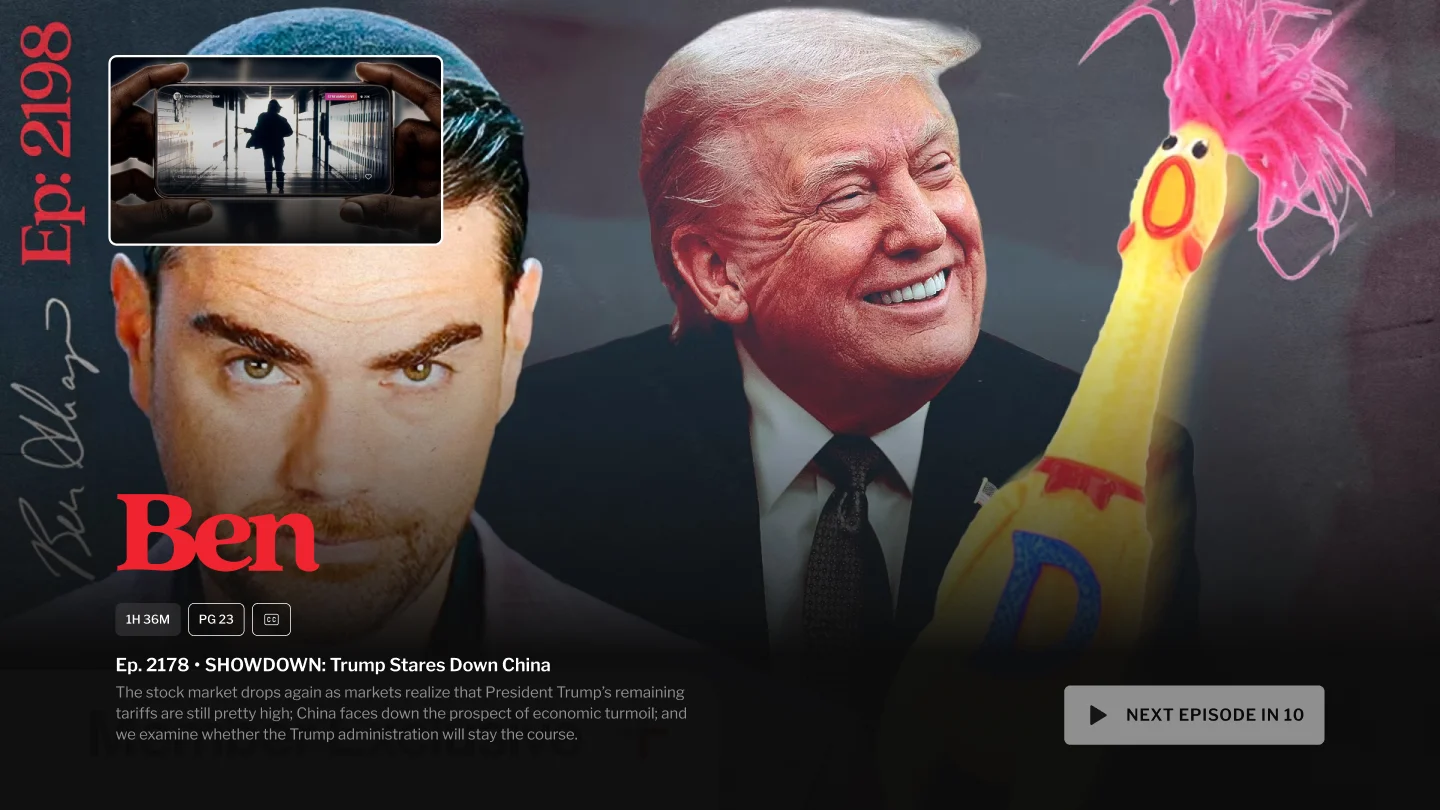 Ep: 2198
Ben Shap
Ben
1H 36M
PG 23
CC
Ep. 2178 • SHOWDOWN: Trump Stares Down China
The stock market drops again as markets realize that President Trump's remaining
tariffs are still pretty high; China faces down the prospect of economic turmoil; and
we examine whether the Trump administration will stay the course.
NEXT EPISODE IN 10
D